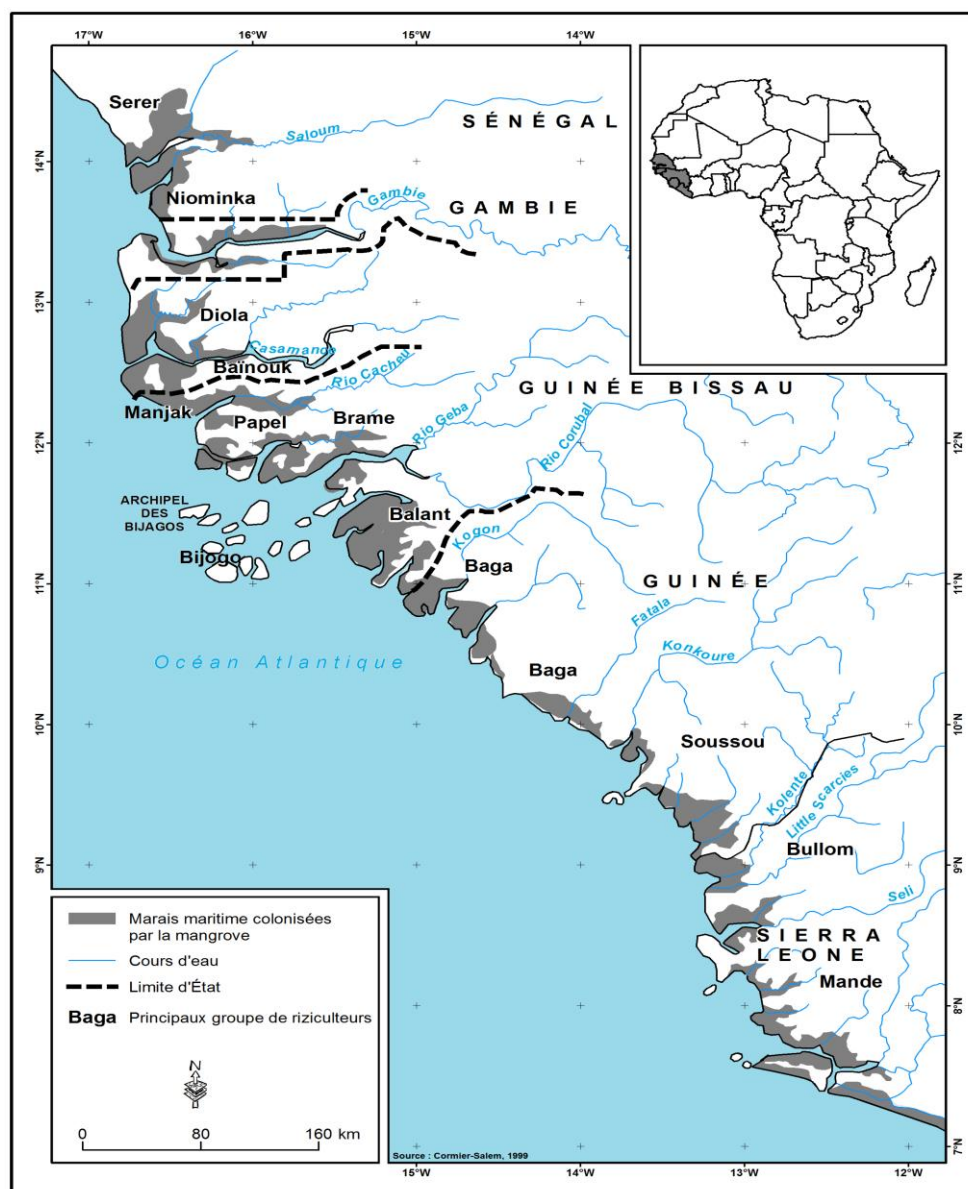 17°W
16°W
15°W
14°W
Serer
Saloum
SÉNÉGAL
14°N
Niominka
Gambie
GAMBIE
13°N
Diola
Casamance
Baïnouk
Rio Cacheu
GUINÉE BISSAU
Manjak
Papel
Brame
12°N
Rio Geba
Rio Corubal
ARCHIPEL
DES
BIJAGOS
Balant
Kogon
Bijogo
Baga
11°N
GUINÉE
11°N
Fatala
Océan Atlantique
Konkoure
Baga
10°N
10°N
Soussou
Kolente
Little Scarcies
9°N
Bullom
9°N
Seli
SIERRA
LEONE
Mande
8°N
7°N
Marais maritime colonisées
par la mangrove
Cours d'eau
Limite d'État
Baga Principaux groupe de riziculteurs
N
0 80 160 km
Source : Cormier-Salem, 1999
15°W
14°W
13°W
12°W